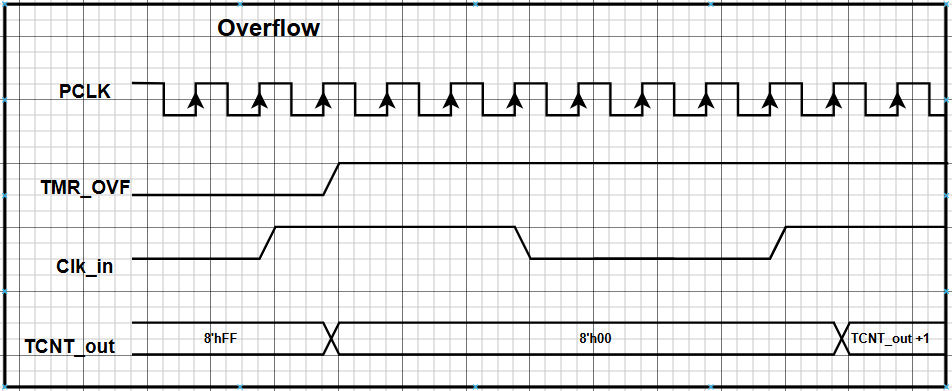 Overflow
PCLK
TMR_OVF
Clk_in
TCNT_out 8'hFF 8'h00 TCNT_out +1